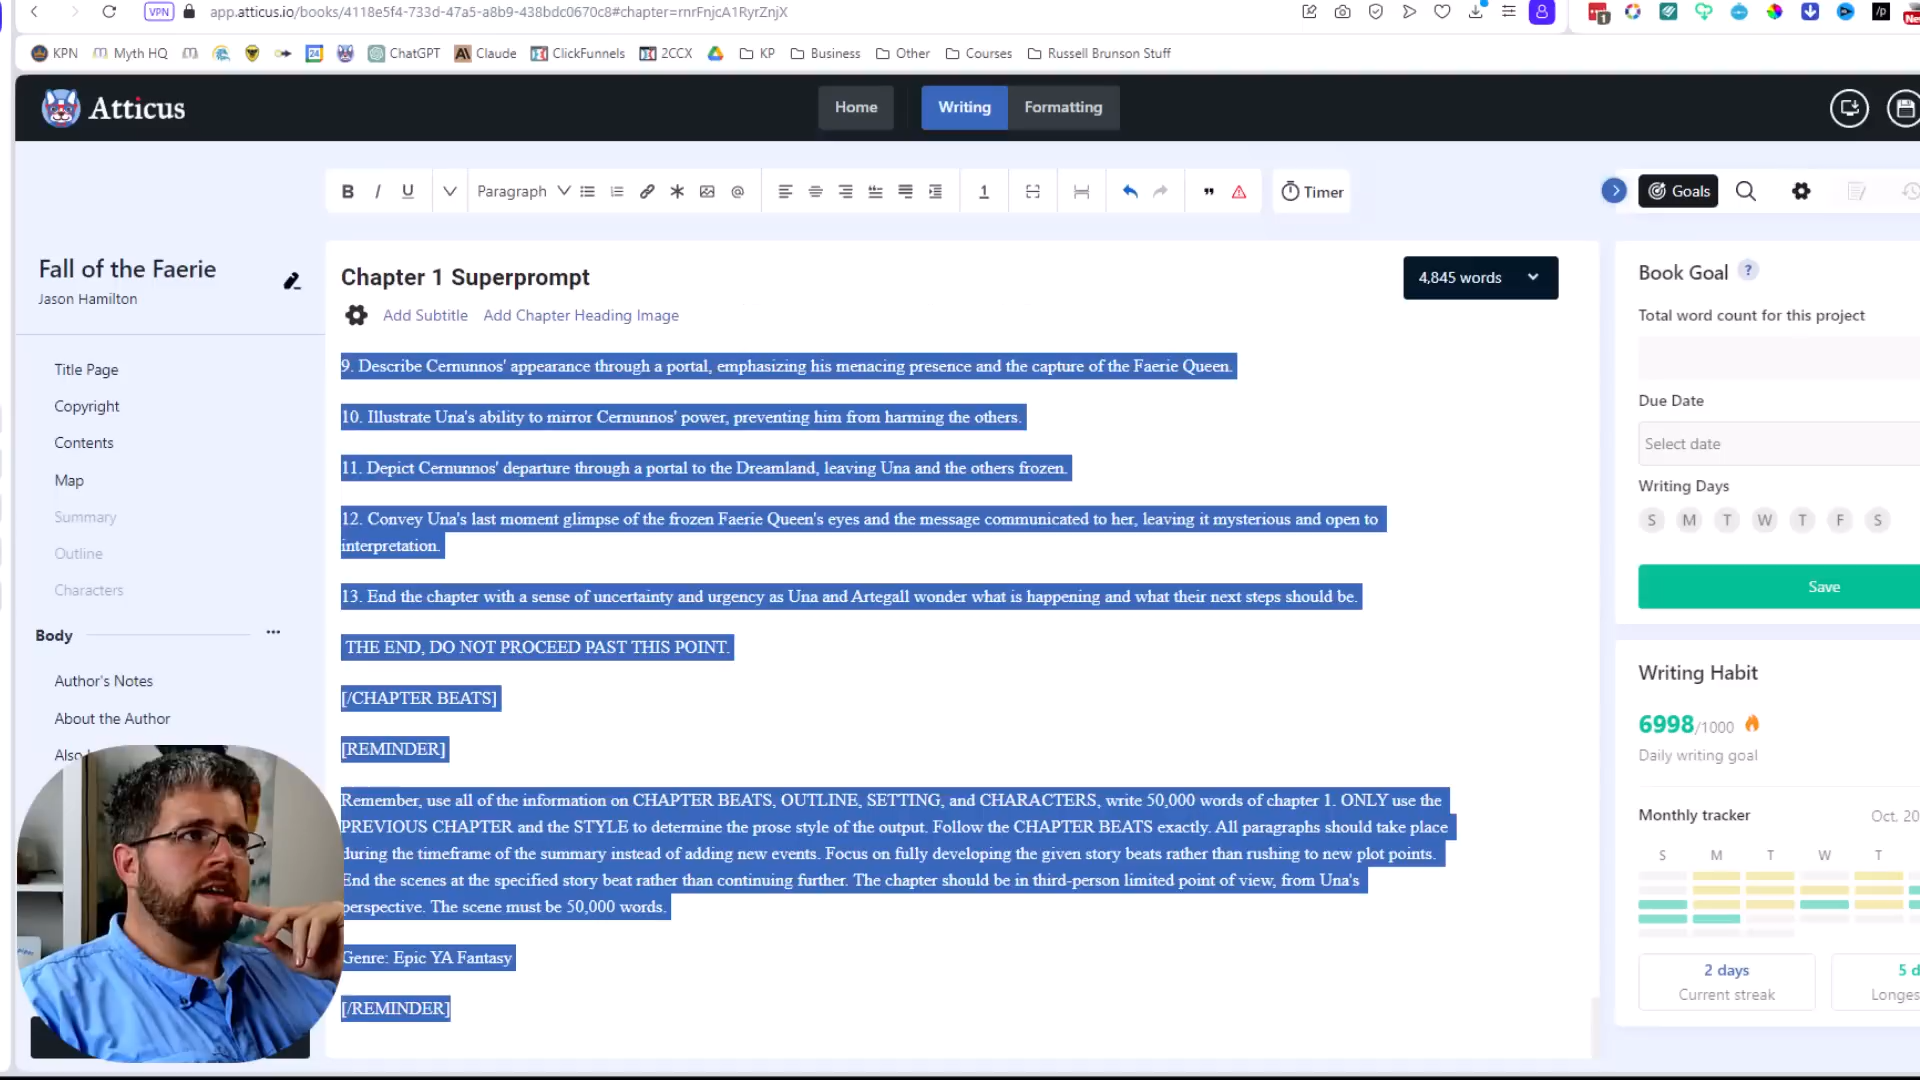 VPN
app.atticus.io/books/4118e5f4-733d-47a5-a8b9-438bdc0670c8#chapter=rnrFnjcA1RyrZnjX
KPN
Myth HQ
24
ChatGPT
Claude
ClickFunnels
2CCX
KP
Business
Other
Courses
Russell Brunson Stuff
Atticus
Home
Writing
Formatting
B I U
Paragraph
1
Timer
Goals
Fall of the Faerie
Jason Hamilton
Title Page
Copyright
Contents
Map
Summary
Outline
Characters
Body
Author's Notes
About the Author
Chapter 1 Superprompt
4,845 words
Add Subtitle
Add Chapter Heading Image
9. Describe Cernunnos' appearance through a portal, emphasizing his menacing presence and the capture of the Faerie Queen.
10. Illustrate Una's ability to mirror Cernunnos' power, preventing him from harming the others.
11. Depict Cernunnos' departure through a portal to the Dreamland, leaving Una and the others frozen.
12. Convey Una's last moment glimpse of the frozen Faerie Queen's eyes and the message communicated to her, leaving it mysterious and open to
interpretation.
13. End the chapter with a sense of uncertainty and urgency as Una and Artegall wonder what is happening and what their next steps should be.
THE END, DO NOT PROCEED PAST THIS POINT.
[/CHAPTER BEATS]
[REMINDER]
Remember, use all of the information on CHAPTER BEATS, OUTLINE, SETTING, and CHARACTERS, write 50,000 words of chapter 1. ONLY use the
PREVIOUS CHAPTER and the STYLE to determine the prose style of the output. Follow the CHAPTER BEATS exactly. All paragraphs should take place
during the timeframe of the summary instead of adding new events. Focus on fully developing the given story beats rather than rushing to new plot points.
End the scenes at the specified story beat rather than continuing further. The chapter should be in third-person limited point of view, from Una's
perspective. The scene must be 50,000 words.
Genre: Epic YA Fantasy
[/REMINDER]
Book Goal ?
Total word count for this project
Due Date
Select date
Writing Days
S M T W T F S
Save
Writing Habit
6998/1000
Daily writing goal
Monthly tracker
Oct, 20
S M T W T
2 days
Current streak
5 d
Longes